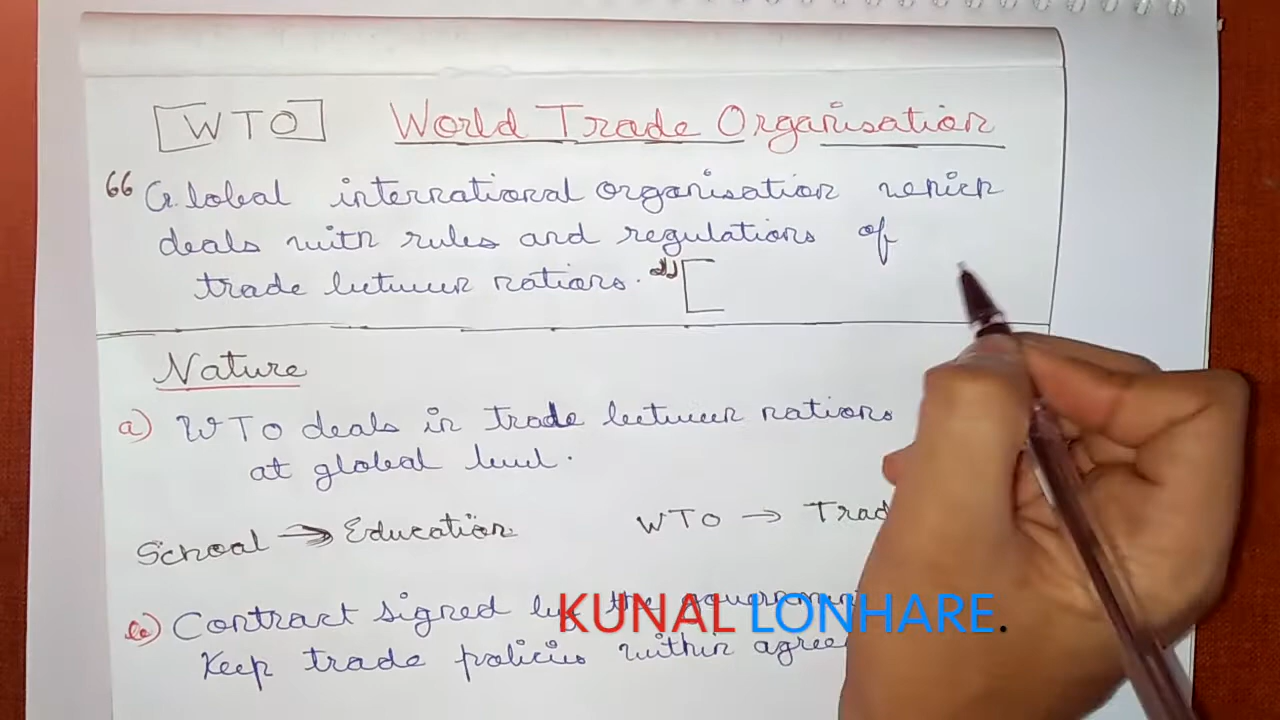 WTO World Trade Organisation
“Global international organisation which
deals with rules and regulations of
trade between nations.” [
Nature
a) WTO deals in trade between nations
at global level.
School → Education WTO → Trad
b) Contract signed by the governmen
KUNAL LONHARE.
Keep trade policies within agree